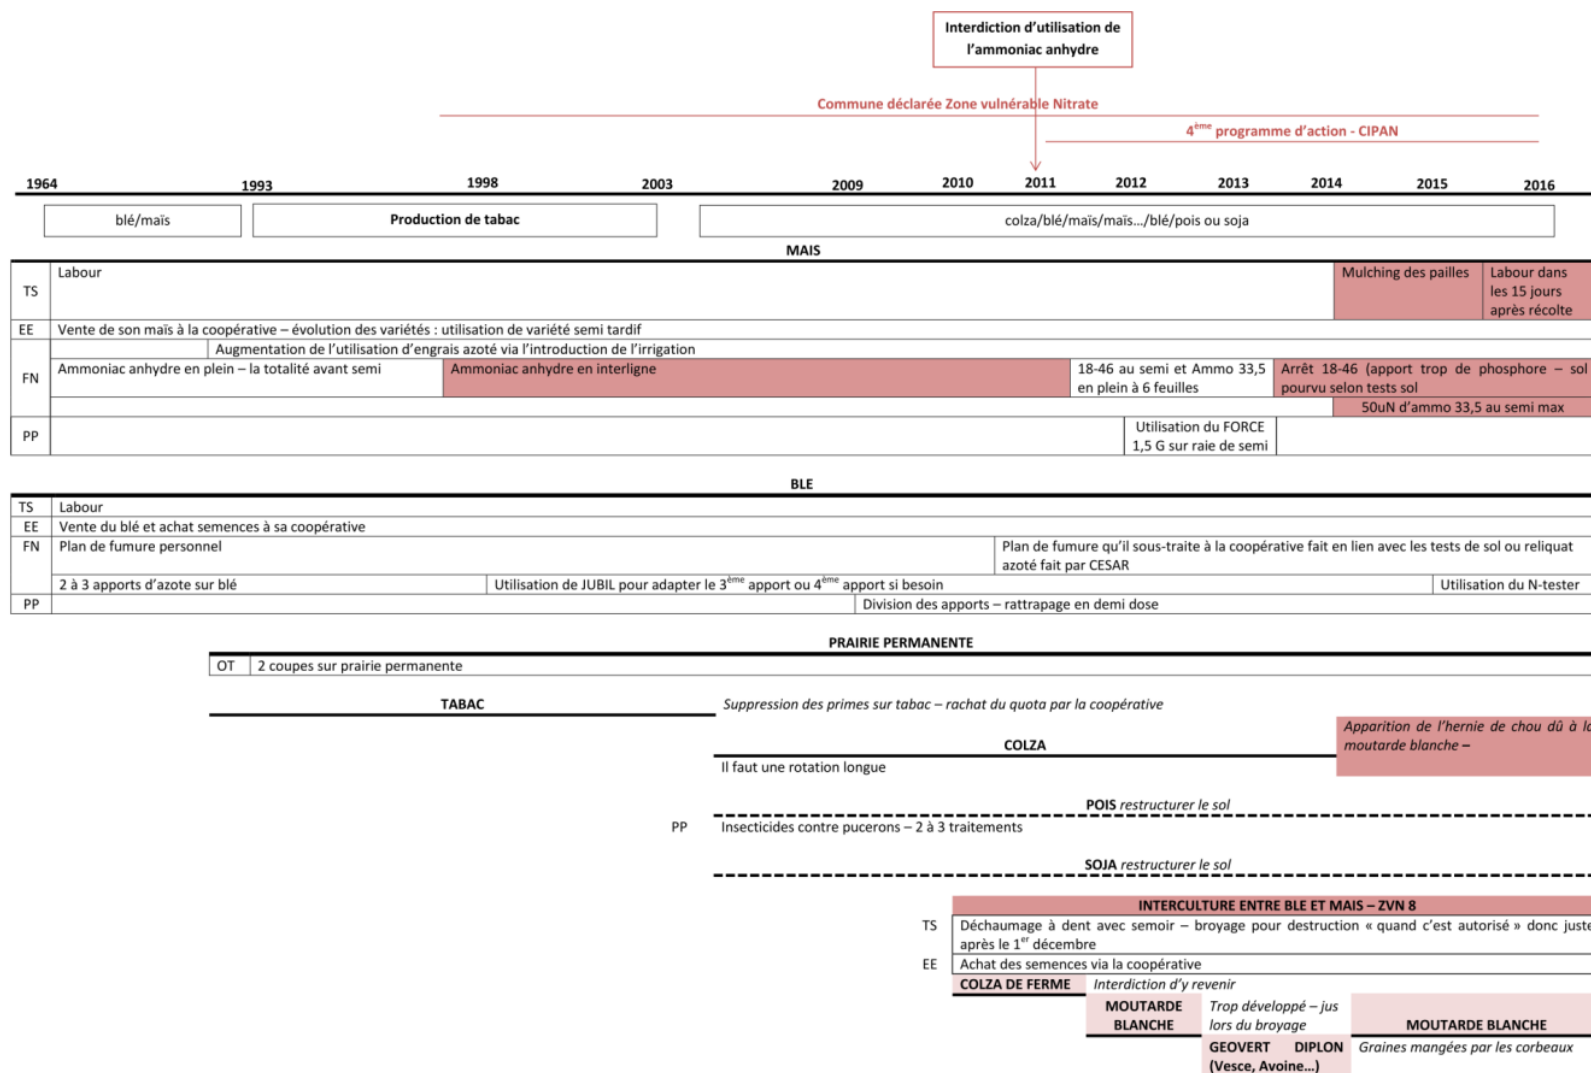 Interdiction d’utilisation de
l’ammoniac anhydre
Commune déclarée Zone vulnérable Nitrate
4ème programme d’action - CIPAN
1964 1993 1998 2003 2009 2010 2011 2012 2013 2014 2015 2016
blé/maïs Production de tabac colza/blé/maïs/maïs…/blé/pois ou soja
MAIS
TS Labour Mulching des pailles Labour dans
les 15 jours
après récolte
EE Vente de son maïs à la coopérative – évolution des variétés : utilisation de variété semi tardif
FN Augmentation de l’utilisation d’engrais azoté via l’introduction de l’irrigation
Ammoniac anhydre en plein – la totalité avant semi Ammoniac anhydre en interligne 18-46 au semi et Ammo 33,5 Arrêt 18-46 (apport trop de phosphore – sol
en plein à 6 feuilles pourvu selon tests sol
50uN d’ammo 33,5 au semi max
PP Utilisation du FORCE
1,5 G sur raie de semi
BLE
TS Labour
EE Vente du blé et achat semences à sa coopérative
FN Plan de fumure personnel Plan de fumure qu’il sous-traite à la coopérative fait en lien avec les tests de sol ou reliquat
azoté fait par CESAR
2 à 3 apports d’azote sur blé Utilisation de JUBIL pour adapter le 3ème apport ou 4ème apport si besoin Utilisation du N-tester
PP Division des apports – rattrapage en demi dose
PRAIRIE PERMANENTE
OT 2 coupes sur prairie permanente
TABAC Suppression des primes sur tabac – rachat du quota par la coopérative
Apparition de l’hernie de chou dû à la
moutarde blanche –
COLZA
Il faut une rotation longue
POIS restructurer le sol
PP Insecticides contre pucerons – 2 à 3 traitements
SOJA restructurer le sol
INTERCULTURE ENTRE BLE ET MAIS – ZVN 8
TS Déchaumage à dent avec semoir – broyage pour destruction « quand c’est autorisé » donc juste
après le 1er décembre
EE Achat des semences via la coopérative
COLZA DE FERME Interdiction d’y revenir
MOUTARDE Trop développé – jus
BLANCHE lors du broyage MOUTARDE BLANCHE
GEOVERT DIPLON Graines mangées par les corbeaux
(Vesce, Avoine…)